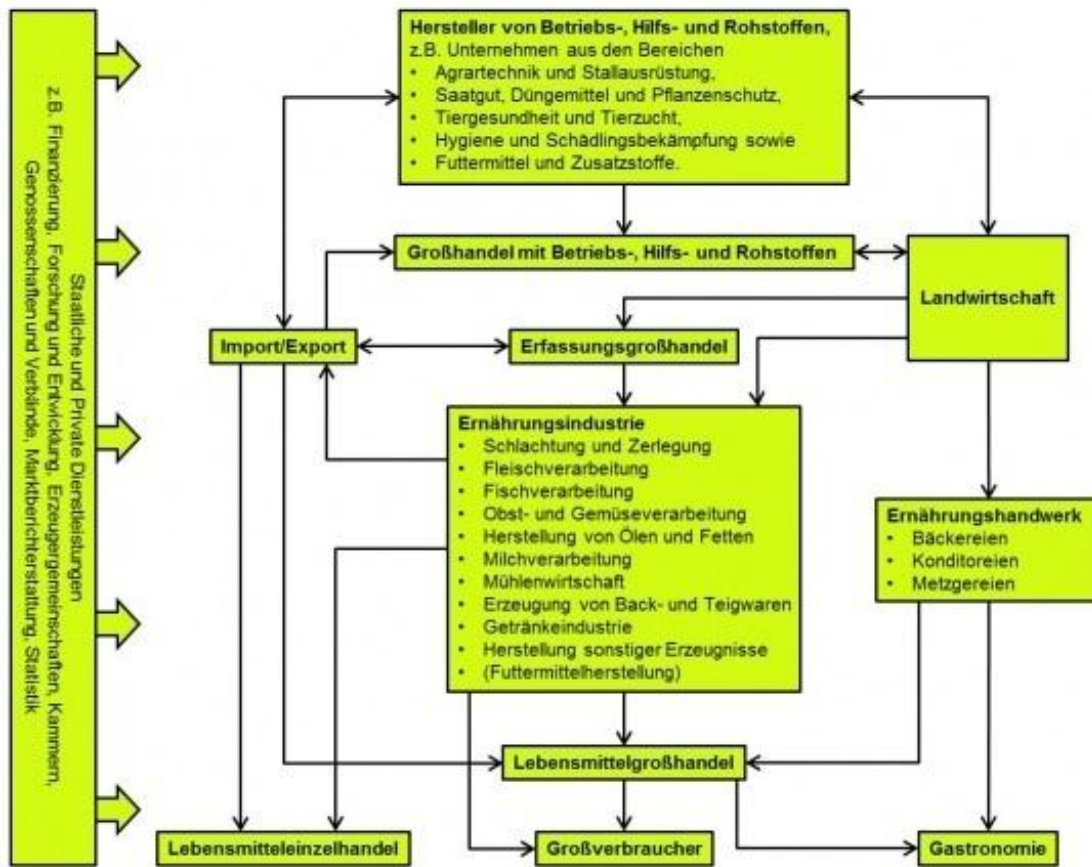 Staatliche und Private Dienstleistungen
z.B. Finanzierung, Forschung und Entwicklung, Erzeugergemeinschaften, Kammern,
Genossenschaften und Verbände, Marktberichterstattung, Statistik
Hersteller von Betriebs-, Hilfs- und Rohstoffen,
z.B. Unternehmen aus den Bereichen
• Agrartechnik und Stallausrüstung,
• Saatgut, Düngemittel und Pflanzenschutz,
• Tiergesundheit und Tierzucht,
• Hygiene und Schädlingsbekämpfung sowie
• Futtermittel und Zusatzstoffe.
Großhandel mit Betriebs-, Hilfs- und Rohstoffen
Landwirtschaft
Import/Export
Erfassungsgroßhandel
Ernährungsindustrie
• Schlachtung und Zerlegung
• Fleischverarbeitung
• Fischverarbeitung
• Obst- und Gemüseverarbeitung
• Herstellung von Ölen und Fetten
• Milchverarbeitung
• Mühlenwirtschaft
• Erzeugung von Back- und Teigwaren
• Getränkeindustrie
• Herstellung sonstiger Erzeugnisse
• (Futtermittelherstellung)
Ernährungshandwerk
• Bäckereien
• Konditoreien
• Metzgereien
Lebensmittelgroßhandel
Lebensmitteleinzelhandel
Großverbraucher
Gastronomie